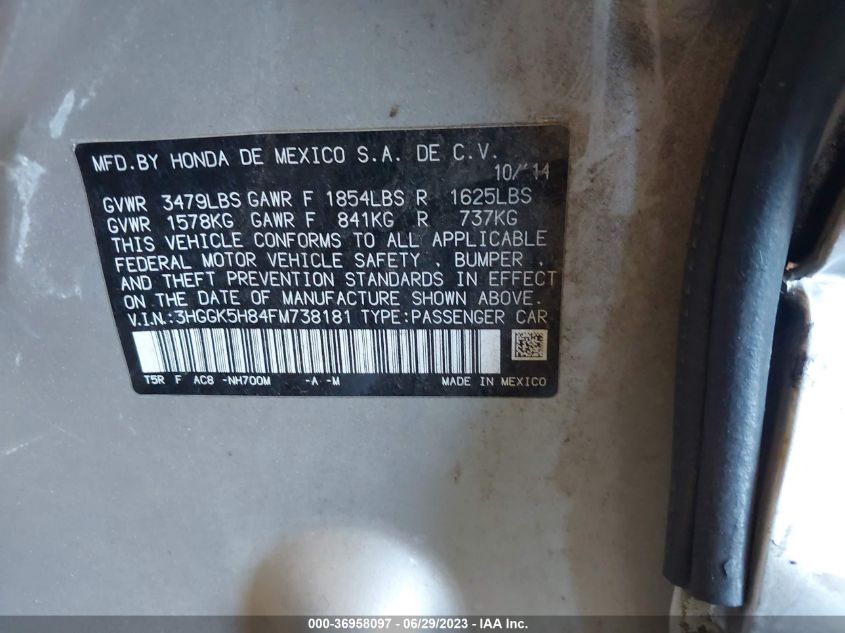 MFD.BY HONDA DE MEXICO S.A. DE C.V.
10/'14
GVWR 3479LBS GAWR F 1854LBS R 1625LBS
GVWR 1578KG GAWR F 841KG R 737KG
THIS VEHICLE CONFORMS TO ALL APPLICABLE
FEDERAL MOTOR VEHICLE SAFETY , BUMPER ,
AND THEFT PREVENTION STANDARDS IN EFFECT
ON THE DATE OF MANUFACTURE SHOWN ABOVE.
V.I.N.:3HGGK5H84FM738181 TYPE:PASSENGER CAR
T5R F AC8 -NH700M -A -M MADE IN MEXICO
000-36958097 - 06/29/2023 - IAA Inc.